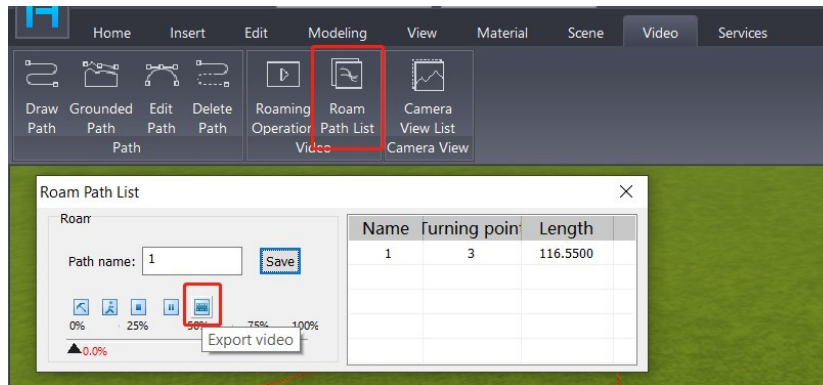 Home Insert Edit Modeling View Material Scene Video Services
Draw Grounded Edit Delete Roaming Roam Camera
Path Path Path Path Operation Path List View List
Path Video Camera View
Roam Path List
Roam
Name Turning point Length
Path name: 1 Save
1 3 116.5500
0% 25% 50% 75% 100%
Export video
0.0%